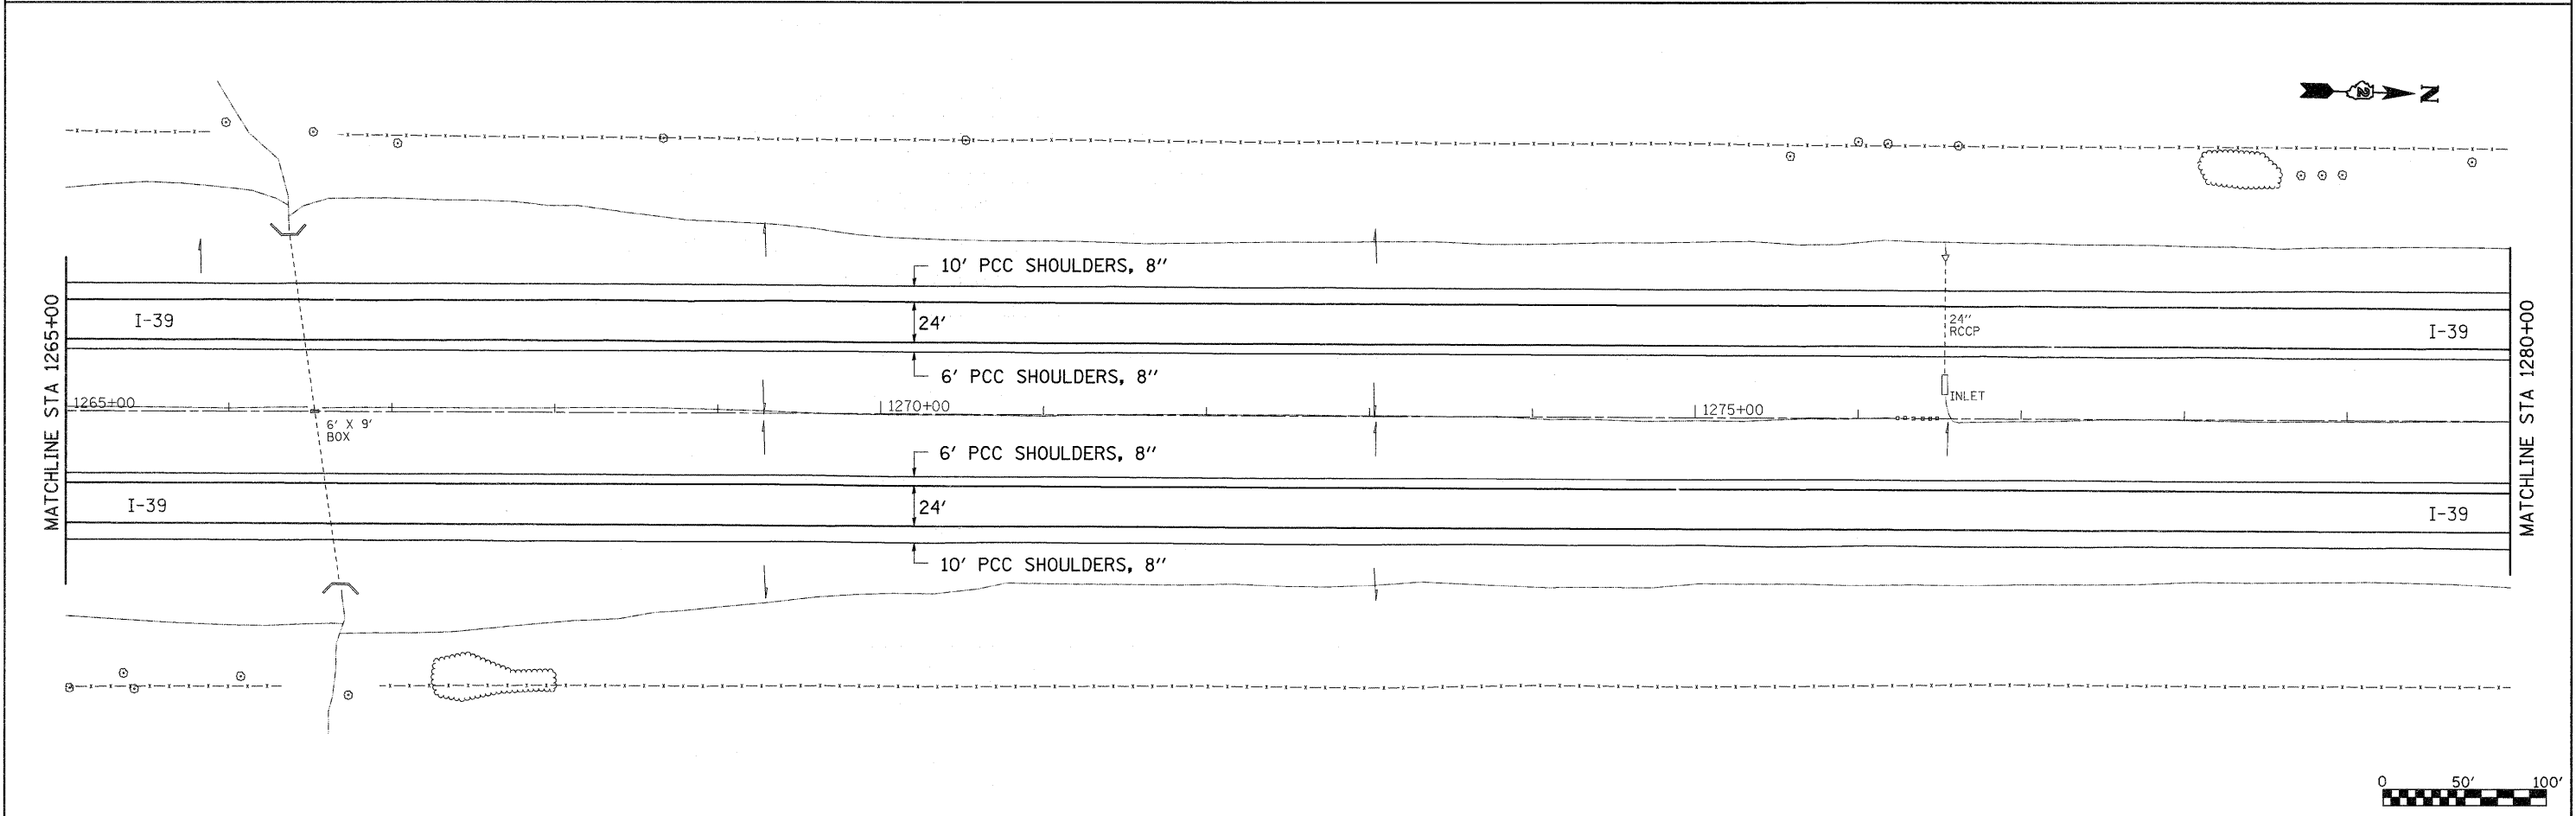 N
10' PCC SHOULDERS, 8"
MATCHLINE STA 1265+00
I-39
24'
24"
RCCP
I-39
MATCHLINE STA 1280+00
6' PCC SHOULDERS, 8"
INLET
1265+00
1270+00
1275+00
6' X 9'
BOX
6' PCC SHOULDERS, 8"
I-39
24'
I-39
10' PCC SHOULDERS, 8"
0 50' 100'